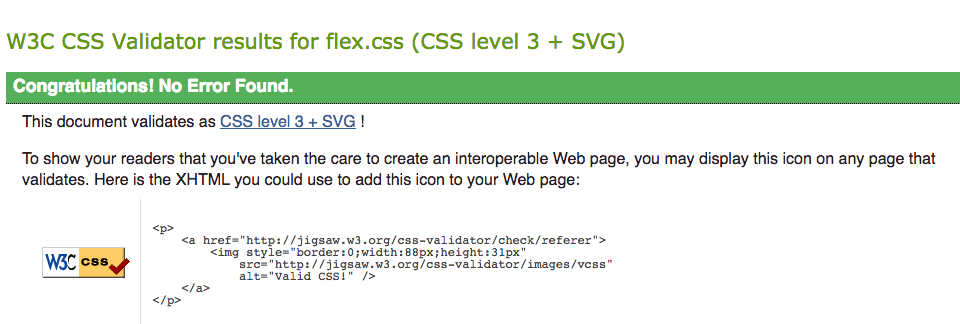 W3C CSS Validator results for flex.css (CSS level 3 + SVG)
Congratulations! No Error Found.
This document validates as CSS level 3 + SVG !
To show your readers that you've taken the care to create an interoperable Web page, you may display this icon on any page that
validates. Here is the XHTML you could use to add this icon to your Web page:
W3C css
<p>
    <a href="http://jigsaw.w3.org/css-validator/check/referer">
        <img style="border:0;width:88px;height:31px"
            src="http://jigsaw.w3.org/css-validator/images/vcss"
            alt="Valid CSS!" />
    </a>
</p>